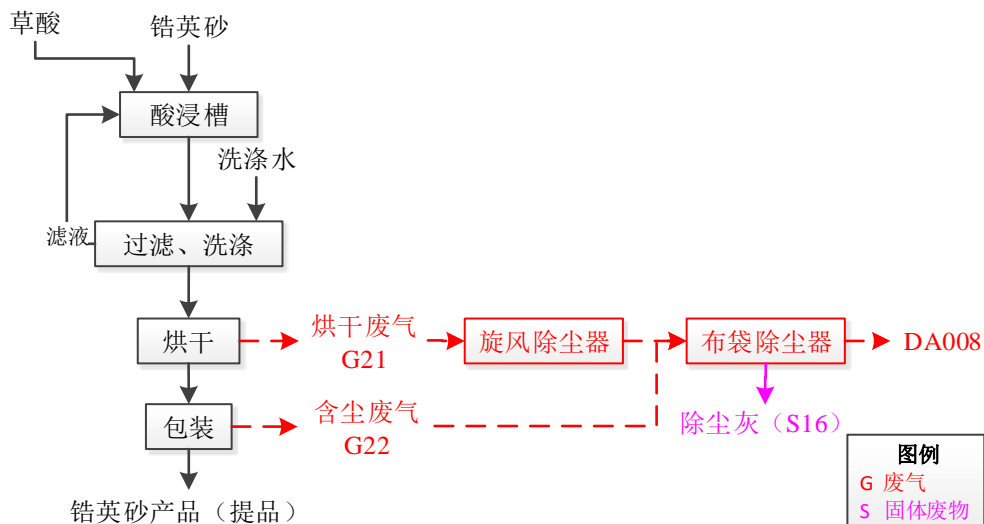 草酸
锆英砂
酸浸槽
洗涤水
滤液
过滤、洗涤
烘干
烘干废气
G21
旋风除尘器
布袋除尘器
DA008
包装
含尘废气
G22
除尘灰（S16）
锆英砂产品（提品）
图例
G 废气
S 固体废物